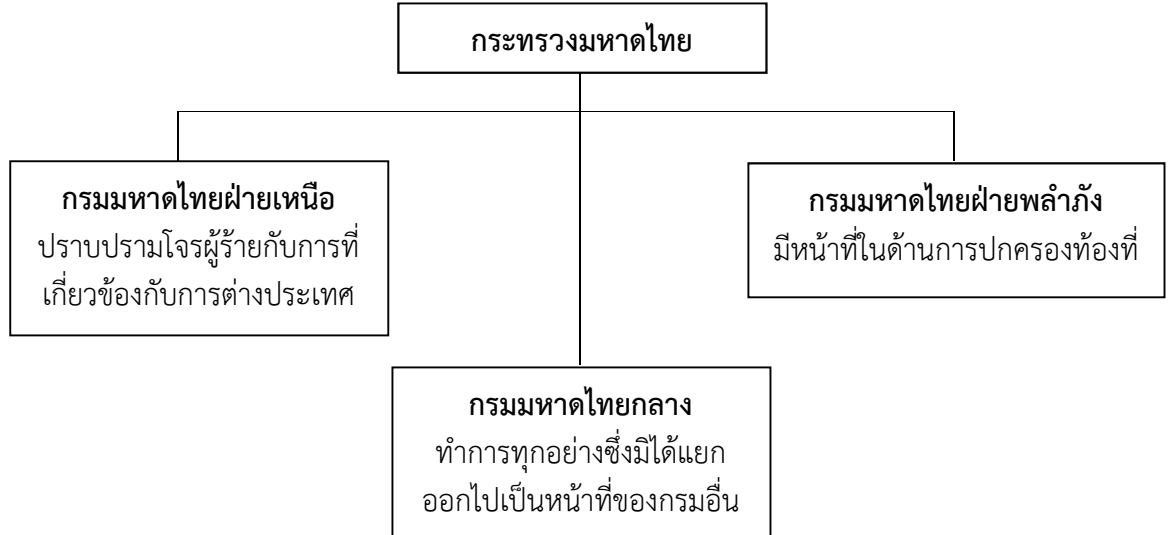 กระทรวงมหาดไทย
กรมมหาดไทยฝ่ายเหนือ
ปราบปรามโจรผู้ร้ายกับการที่
เกี่ยวข้องกับการต่างประเทศ
กรมมหาดไทยฝ่ายพลำภัง
มีหน้าที่ในด้านการปกครองท้องที่
กรมมหาดไทยกลาง
ทำการทุกอย่างซึ่งมิได้แยก
ออกไปเป็นหน้าที่ของกรมอื่น